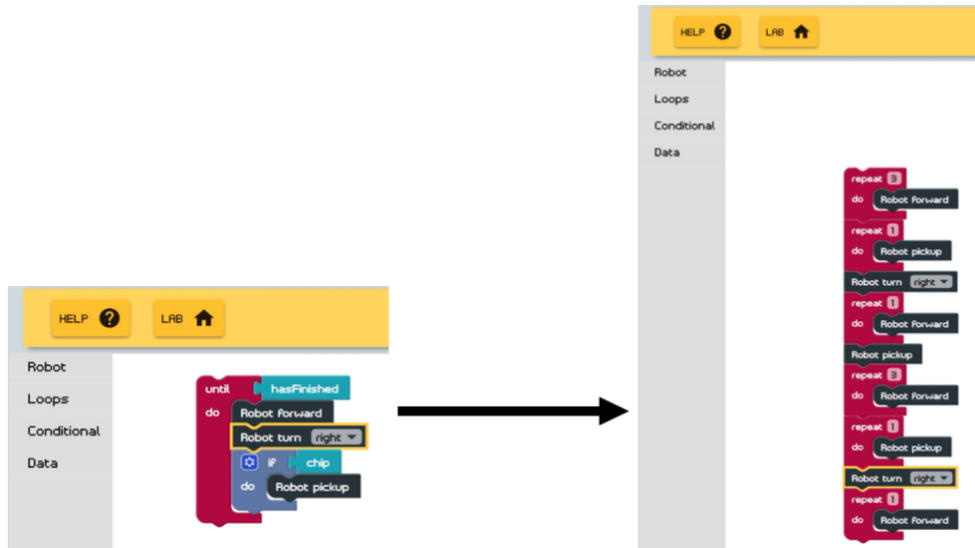 HELP ? LAB
Robot
Loops
Conditional
Data
until hasFinished
do Robot forward
Robot turn right
if chip
do Robot pickup
HELP ? LAB
Robot
Loops
Conditional
Data
repeat 3
do Robot forward
repeat 1
do Robot pickup
Robot turn right
repeat 1
do Robot forward
Robot pickup
repeat 3
do Robot forward
repeat 1
do Robot pickup
Robot turn right
repeat 1
do Robot forward